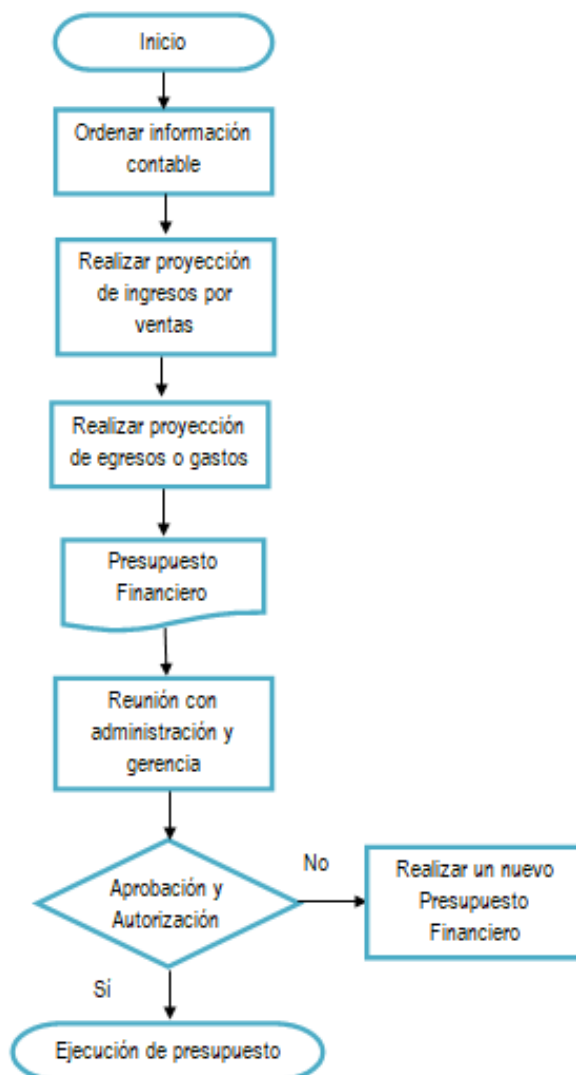 Inicio
Ordenar información
contable
Realizar proyección
de ingresos por
ventas
Realizar proyección
de egresos o gastos
Presupuesto
Financiero
Reunión con
administración y
gerencia
Aprobación y
Autorización
No
Realizar un nuevo
Presupuesto
Financiero
Sí
Ejecución de presupuesto